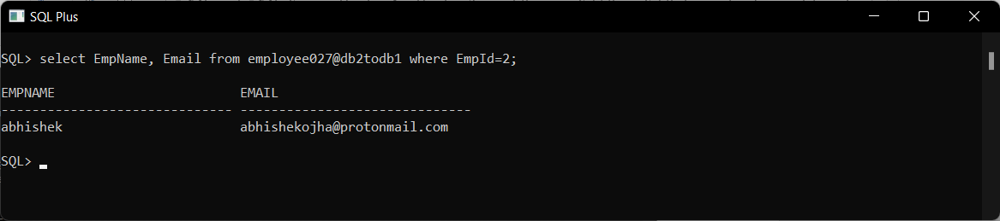 SQL Plus
SQL> select EmpName, Email from employee027@db2todb1 where EmpId=2;
EMPNAME                        EMAIL
------------------------------ ------------------------------
abhishek                       abhishekojha@protonmail.com
SQL>